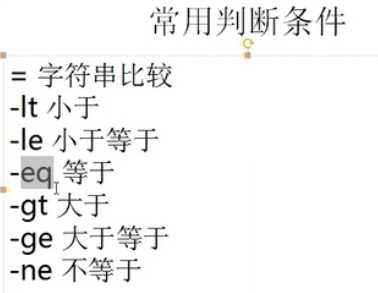 常用判断条件
= 字符串比较
-lt 小于
-le 小于等于
-eq 等于
-gt 大于
-ge 大于等于
-ne 不等于